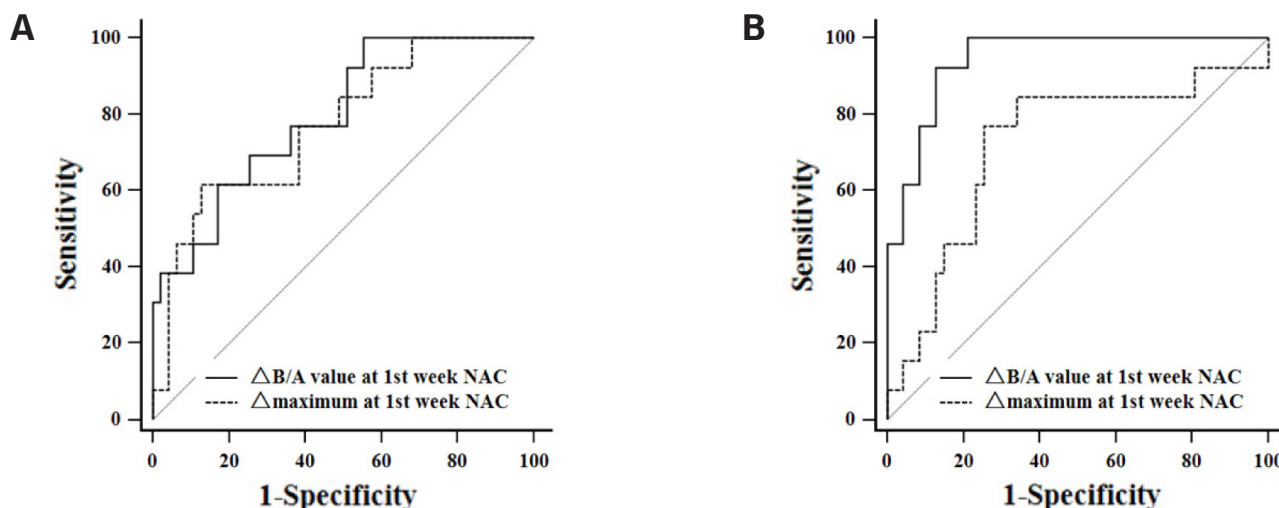 A
100
80
60
40
20
0
Sensitivity
△B/A value at 1st week NAC
△maximum at 1st week NAC
0 20 40 60 80 100
1-Specificity
B
100
80
60
40
20
0
Sensitivity
△B/A value at 1st week NAC
△maximum at 1st week NAC
0 20 40 60 80 100
1-Specificity